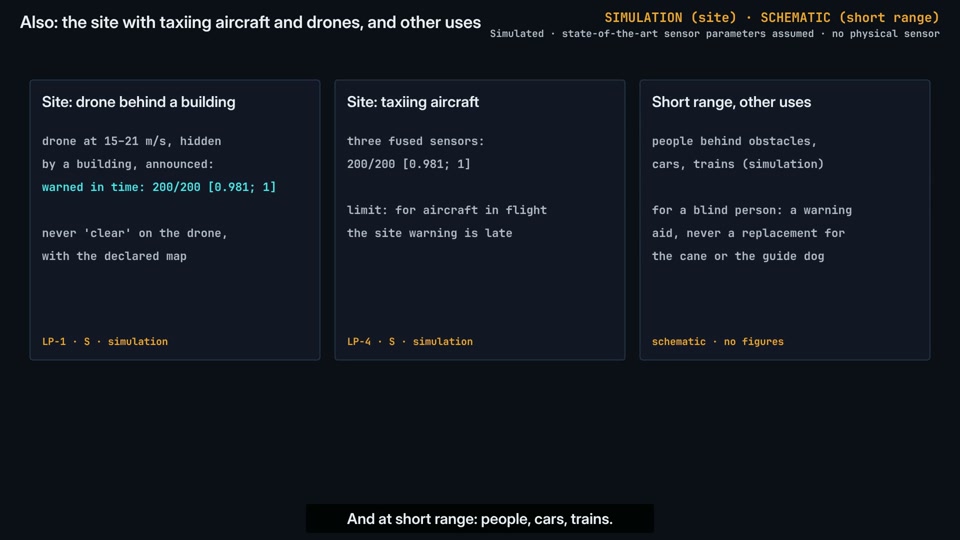 Also: the site with taxiing aircraft and drones, and other uses
SIMULATION (site) · SCHEMATIC (short range)
Simulated · state-of-the-art sensor parameters assumed · no physical sensor
Site: drone behind a building
drone at 15–21 m/s, hidden
by a building, announced:
warned in time: 200/200 [0.981; 1]
never 'clear' on the drone,
with the declared map
LP-1 · S · simulation
Site: taxiing aircraft
three fused sensors:
200/200 [0.981; 1]
limit: for aircraft in flight
the site warning is late
LP-4 · S · simulation
Short range, other uses
people behind obstacles,
cars, trains (simulation)
for a blind person: a warning
aid, never a replacement for
the cane or the guide dog
schematic · no figures
And at short range: people, cars, trains.